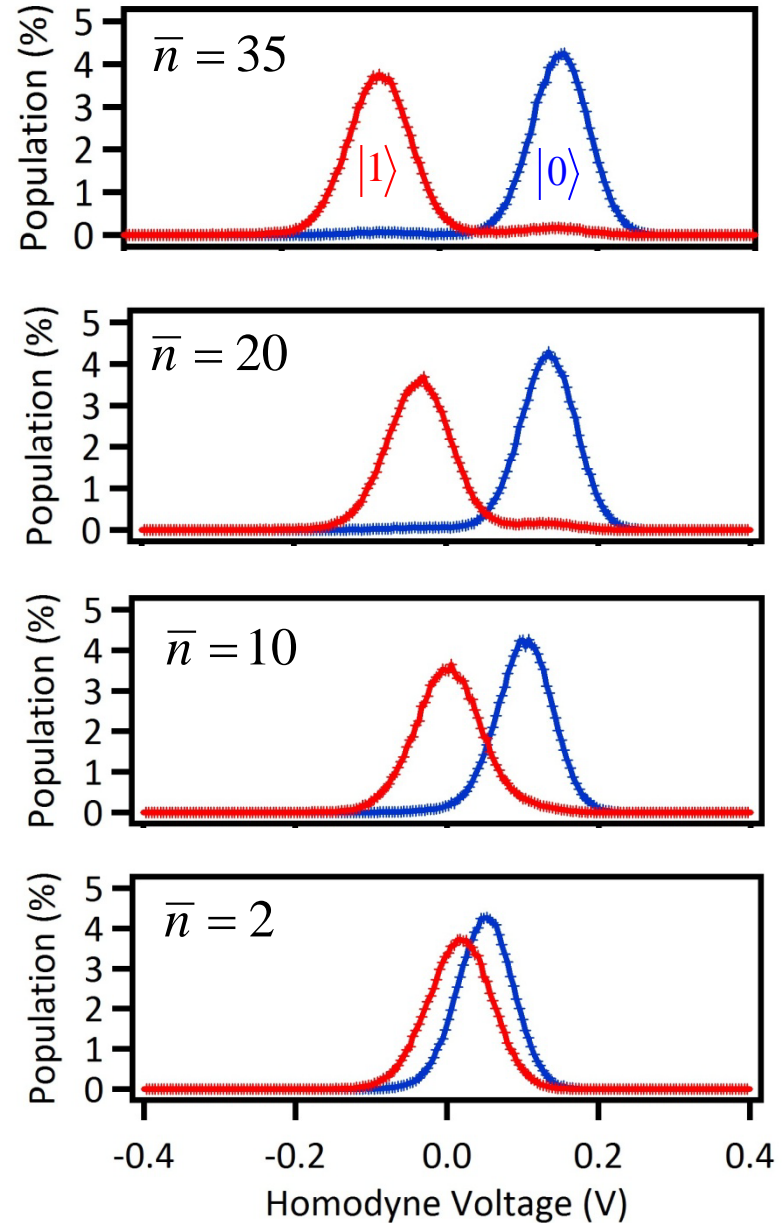 Population (%)
5
4
3
2
1
0
n̅ = 35
|1⟩
|0⟩
Population (%)
5
4
3
2
1
0
n̅ = 20
Population (%)
5
4
3
2
1
0
n̅ = 10
Population (%)
5
4
3
2
1
0
n̅ = 2
-0.4 -0.2 0.0 0.2 0.4
Homodyne Voltage (V)